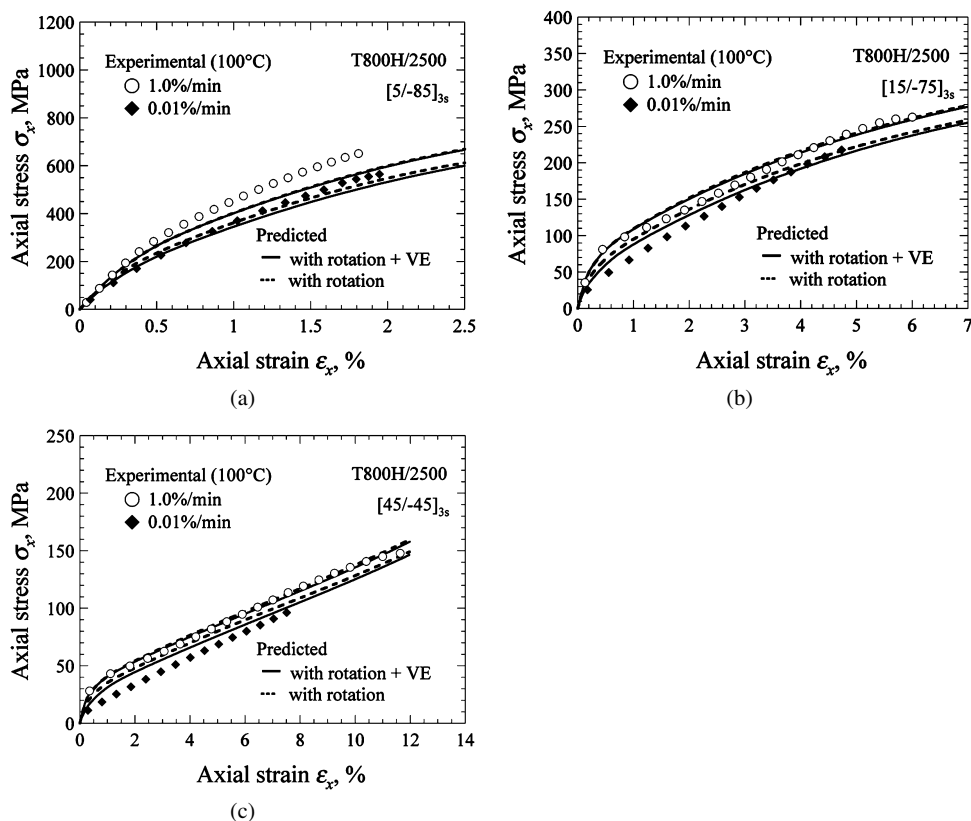 1200
1000
800
600
400
200
0
Axial stress σx, MPa
Experimental (100°C)
1.0%/min
0.01%/min
T800H/2500
[5/-85]3s
Predicted
with rotation + VE
with rotation
0 0.5 1 1.5 2 2.5
Axial strain εx, %
(a)
400
350
300
250
200
150
100
50
0
Axial stress σx, MPa
Experimental (100°C)
1.0%/min
0.01%/min
T800H/2500
[15/-75]3s
Predicted
with rotation + VE
with rotation
0 1 2 3 4 5 6 7
Axial strain εx, %
(b)
250
200
150
100
50
0
Axial stress σx, MPa
Experimental (100°C)
1.0%/min
0.01%/min
T800H/2500
[45/-45]3s
Predicted
with rotation + VE
with rotation
0 2 4 6 8 10 12 14
Axial strain εx, %
(c)